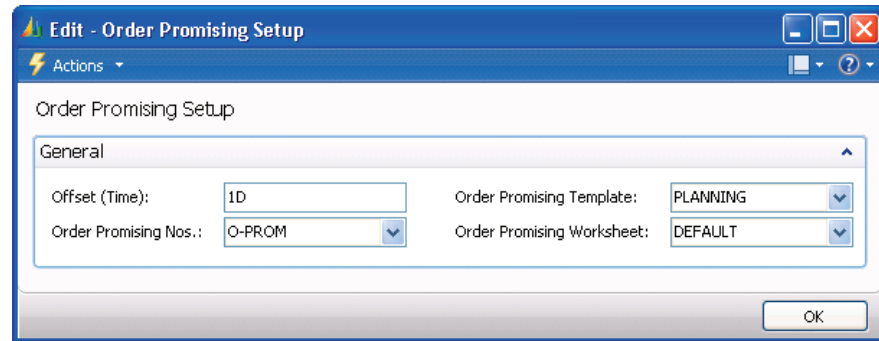 Edit - Order Promising Setup
Actions
Order Promising Setup
General
Offset (Time): 1D Order Promising Template: PLANNING
Order Promising Nos.: O-PROM Order Promising Worksheet: DEFAULT
OK